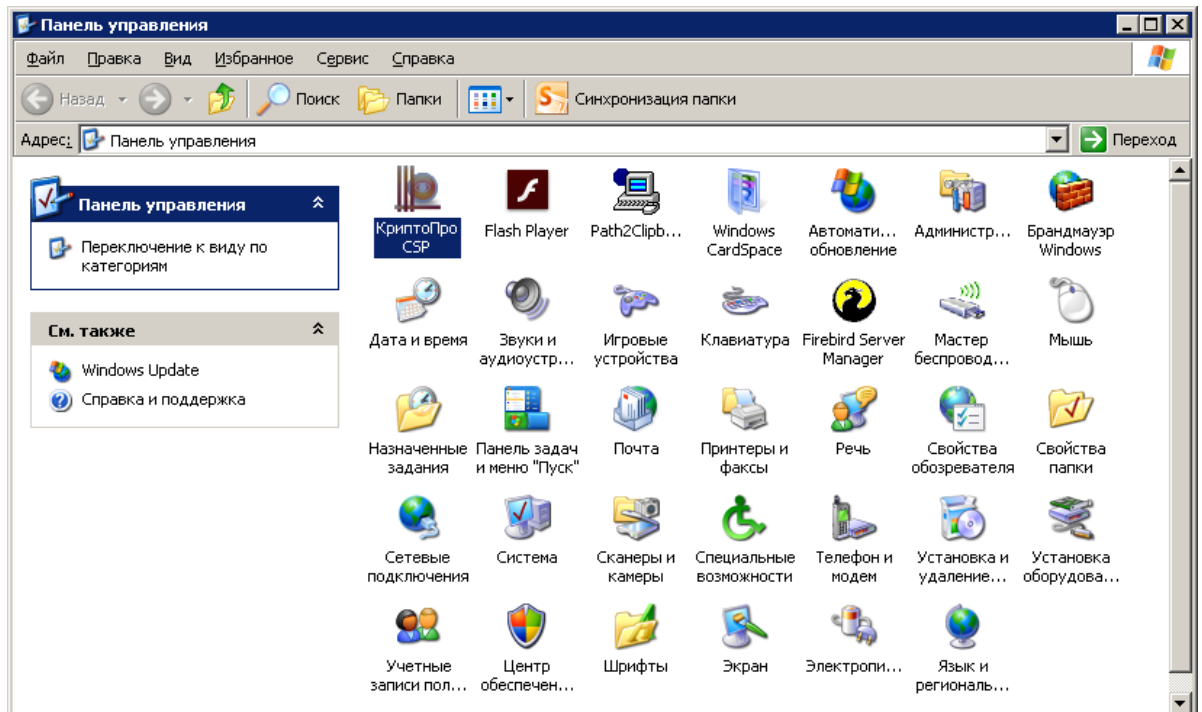 Панель управления
Файл Правка Вид Избранное Сервис Справка
Назад Поиск Папки Синхронизация папки
Адрес: Панель управления Переход
Панель управления
Переключение к виду по
категориям
См. также
Windows Update
Справка и поддержка
КриптоПро
CSP
Flash Player
Path2Clipb...
Windows
CardSpace
Автомати...
обновление
Администр...
Брандмауэр
Windows
Дата и время
Звуки и
аудиоустр...
Игровые
устройства
Клавиатура
Firebird Server
Manager
Мастер
беспровод...
Мышь
Назначенные
задания
Панель задач
и меню "Пуск"
Почта
Принтеры и
факсы
Речь
Свойства
обозревателя
Свойства
папки
Сетевые
подключения
Система
Сканеры и
камеры
Специальные
возможности
Телефон и
модем
Установка и
удаление...
Установка
оборудова...
Учетные
записи пол...
Центр
обеспечен...
Шрифты
Экран
Электропи...
Язык и
региональ...